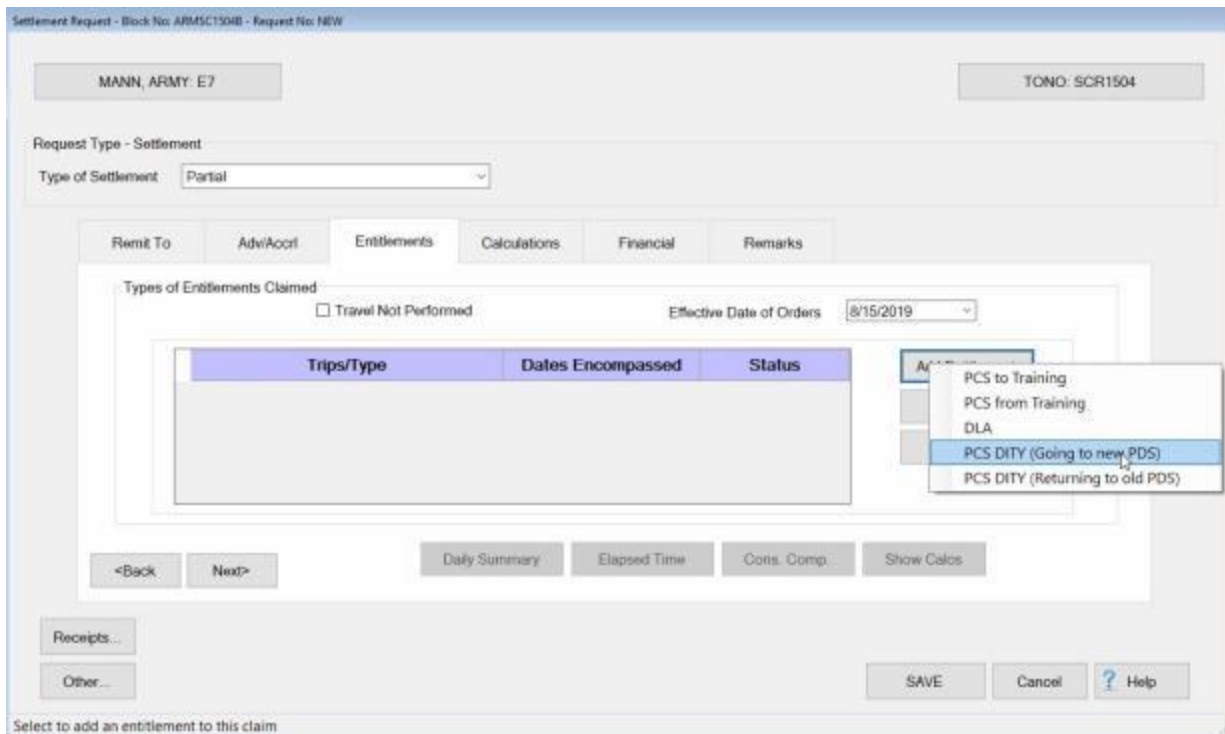 Settlement Request - Block No: ARMSC1504B - Request No: NEW
MANN, ARMY: E7
TONO: SCR1504
Request Type - Settlement
Type of Settlement
Partial
Remit To
Adv/Accrl
Entitlements
Calculations
Financial
Remarks
Types of Entitlements Claimed
Travel Not Performed
Effective Date of Orders
8/15/2019
Trips/Type
Dates Encompassed
Status
PCS to Training
PCS from Training
DLA
PCS DITY (Going to new PDS)
PCS DITY (Returning to old PDS)
<Back
Next>
Daily Summary
Elapsed Time
Cons. Comp.
Show Calcs
Receipts...
Other...
SAVE
Cancel
? Help
Select to add an entitlement to this claim